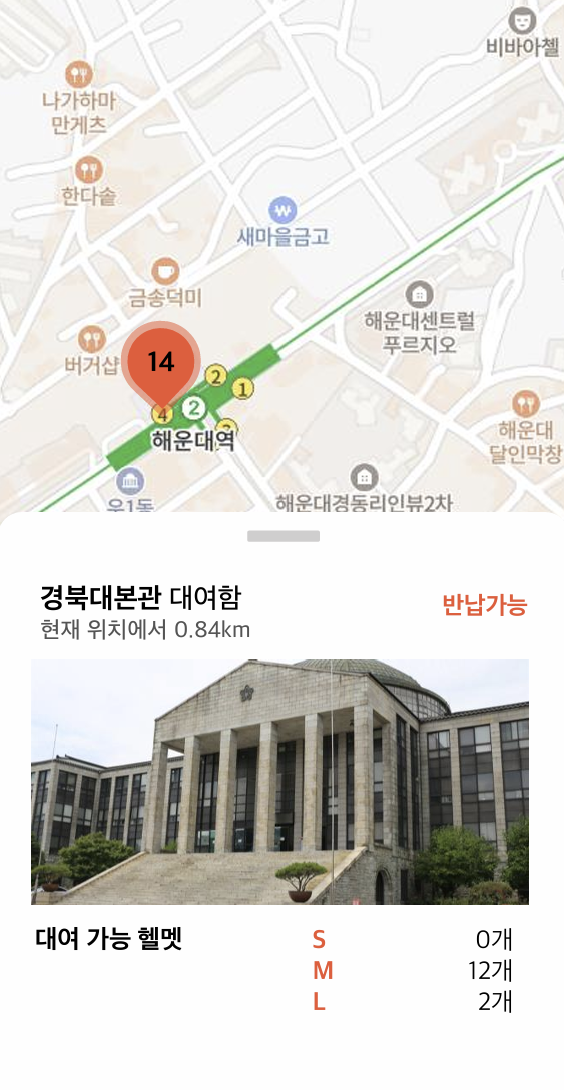 비바아첼
나가하마
만게츠
한다솥
새마을금고
금송덕미
해운대센트럴
푸르지오
버거샵
14
2
1
4
2
해운대역
해운대
달인막창
우1동
해운대경동리인뷰2차
경북대본관 대여함
반납가능
현재 위치에서 0.84km
대여 가능 헬멧
S 0개
M 12개
L 2개